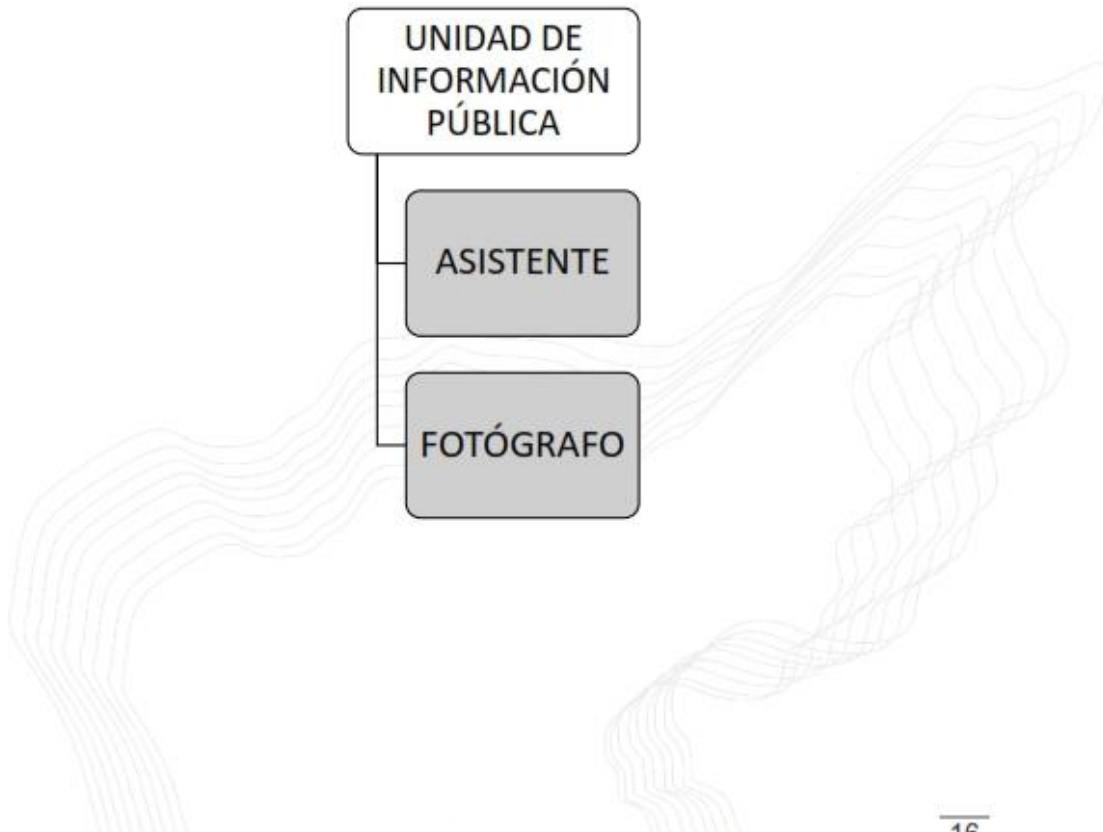 UNIDAD DE
INFORMACIÓN
PÚBLICA
ASISTENTE
FOTÓGRAFO
16